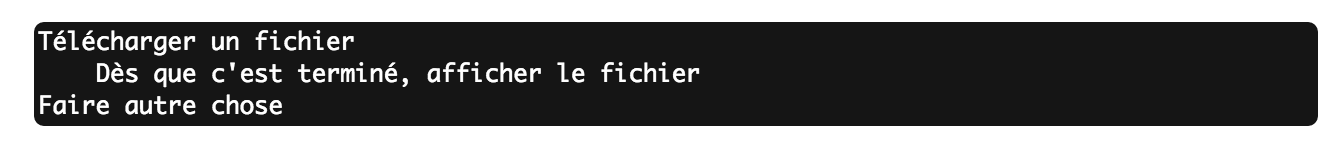 Télécharger un fichier
    Dès que c'est terminé, afficher le fichier
Faire autre chose